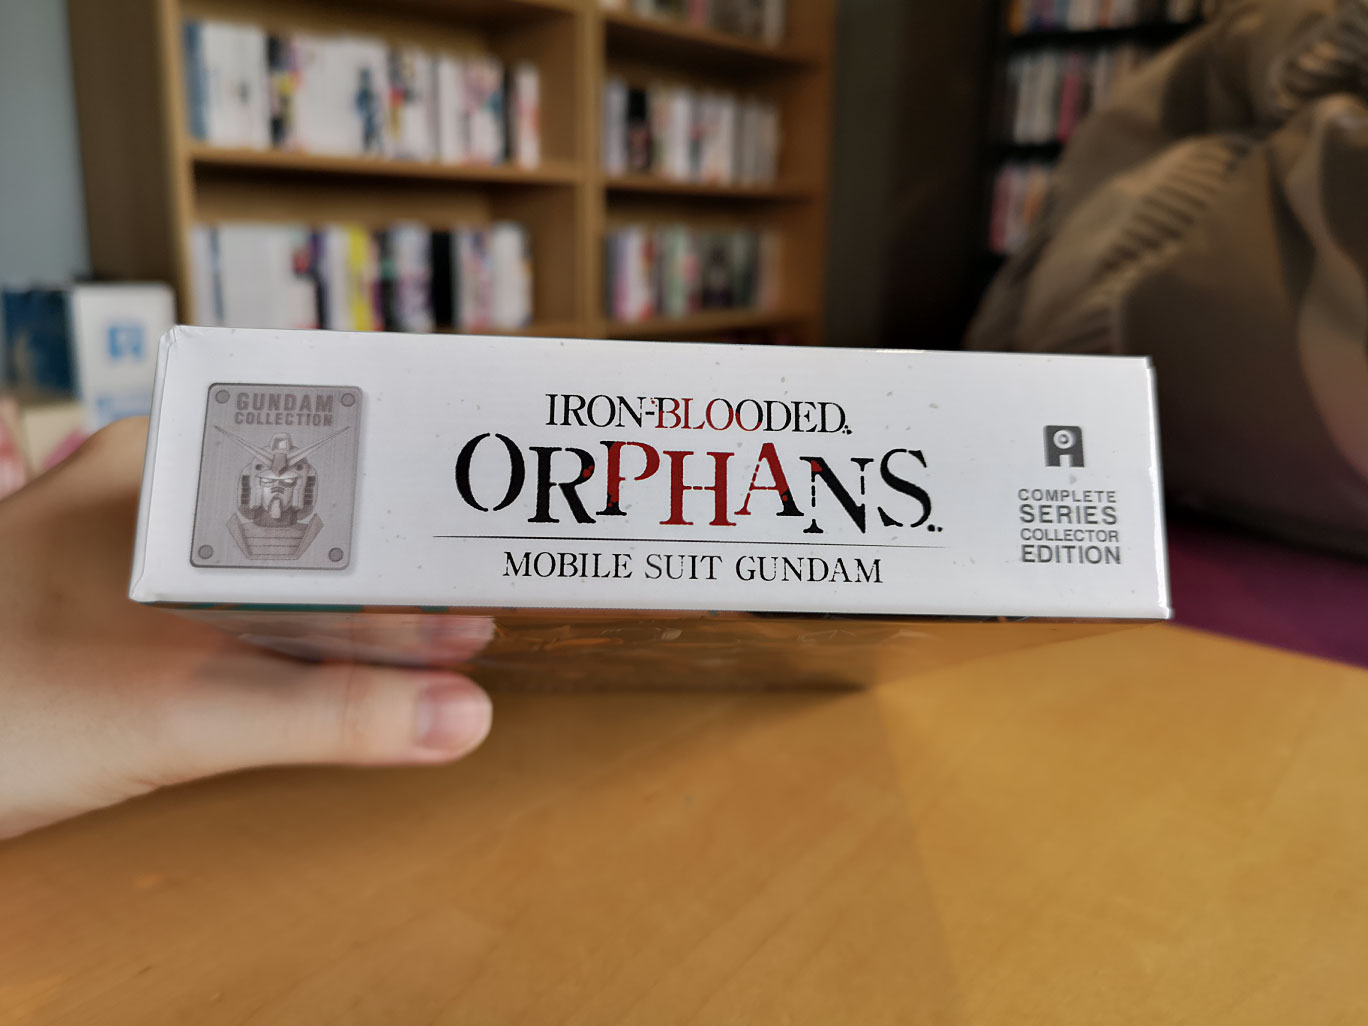 GUNDAM
COLLECTION
IRON-BLOODED
ORPHANS
MOBILE SUIT GUNDAM
COMPLETE
SERIES
COLLECTOR
EDITION